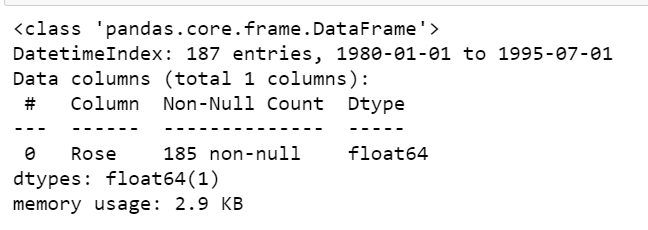 <class 'pandas.core.frame.DataFrame'>
DatetimeIndex: 187 entries, 1980-01-01 to 1995-07-01
Data columns (total 1 columns):
 #   Column  Non-Null Count  Dtype
---  ------  --------------  -----
 0   Rose    185 non-null    float64
dtypes: float64(1)
memory usage: 2.9 KB